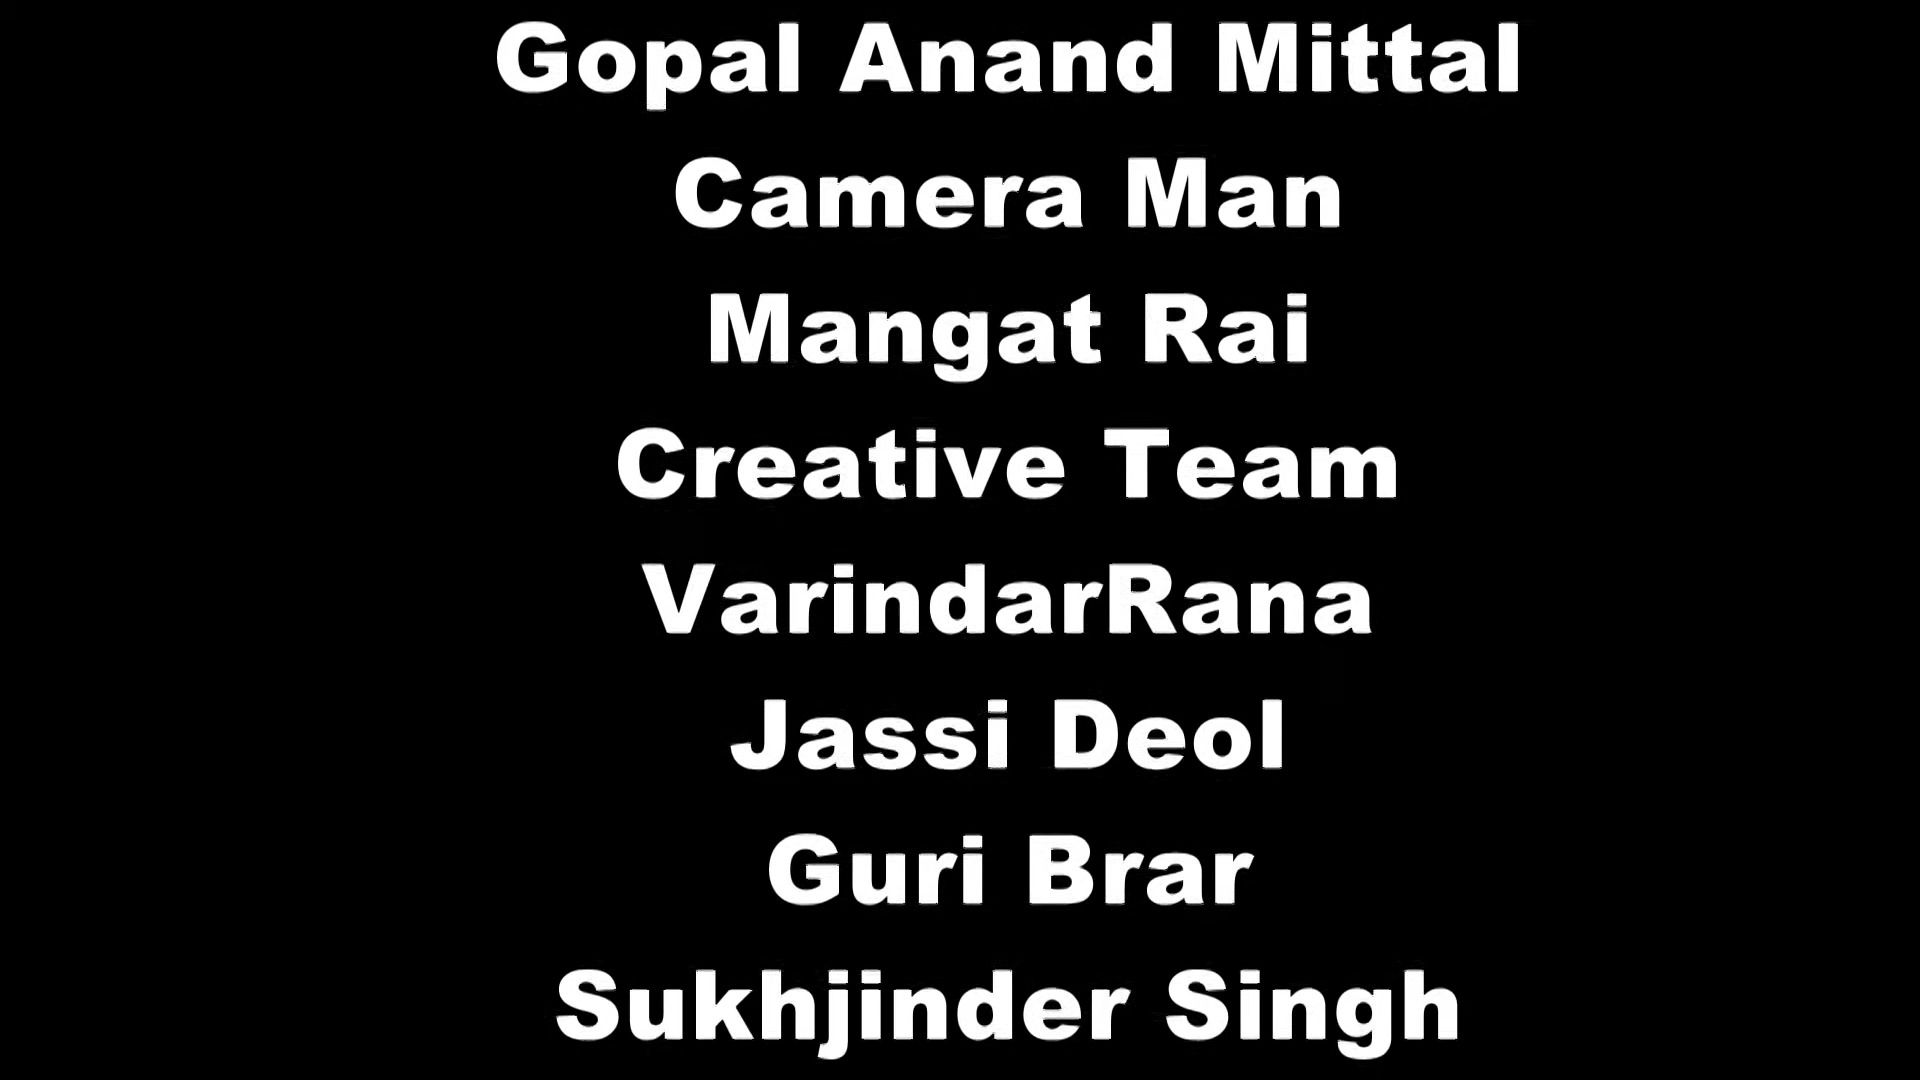 Gopal Anand Mittal
Camera Man
Mangat Rai
Creative Team
VarindarRana
Jassi Deol
Guri Brar
Sukhjinder Singh